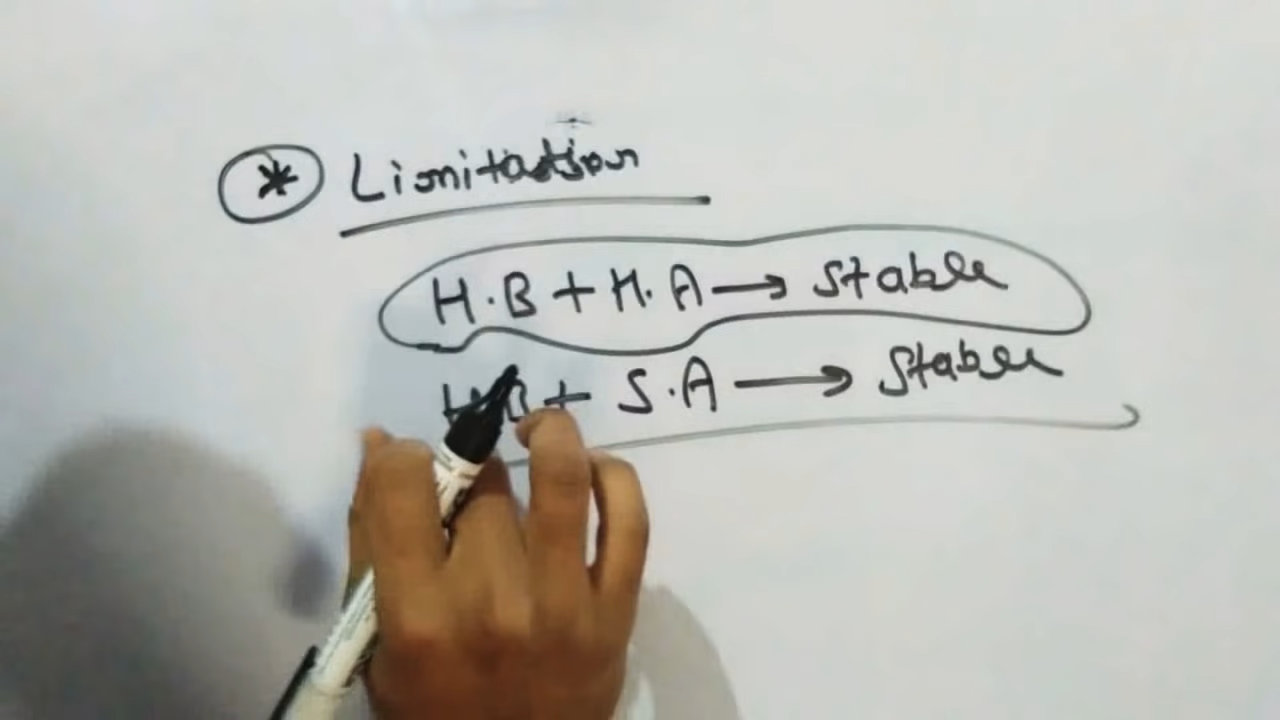 * Limitation
H.B + H.A → Stable
H.B + S.A → Stable